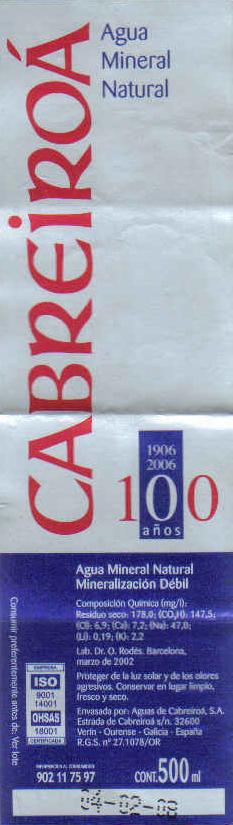 CABREIROÁ
Agua
Mineral
Natural
1906
2006
100
años
Agua Mineral Natural
Mineralización Débil
Composición Química (mg/l):
Residuo seco: 178,0; (CO₃H): 147,5;
(Cl): 6,9; (Ca): 7,2; (Na): 47,0;
(Li): 0,19; (K): 2,2
Lab. Dr. O. Rodés. Barcelona,
marzo de 2002
Proteger de la luz solar y de los olores
agresivos. Conservar en lugar limpio,
fresco y seco.
Envasada por: Aguas de Cabreiroá, S.A.
Estrada de Cabreiroá s/n. 32600
Verín - Ourense - Galicia - España
R.G.S. nº 27.1078/OR
Consumir preferentemente antes de: Ver lote
EMPRESA
ISO
9001
14001
OHSAS
18001
CERTIFICADA
INFORMACION AL CONSUMIDOR
902 11 75 97
CONT. 500 ml
04-02-08